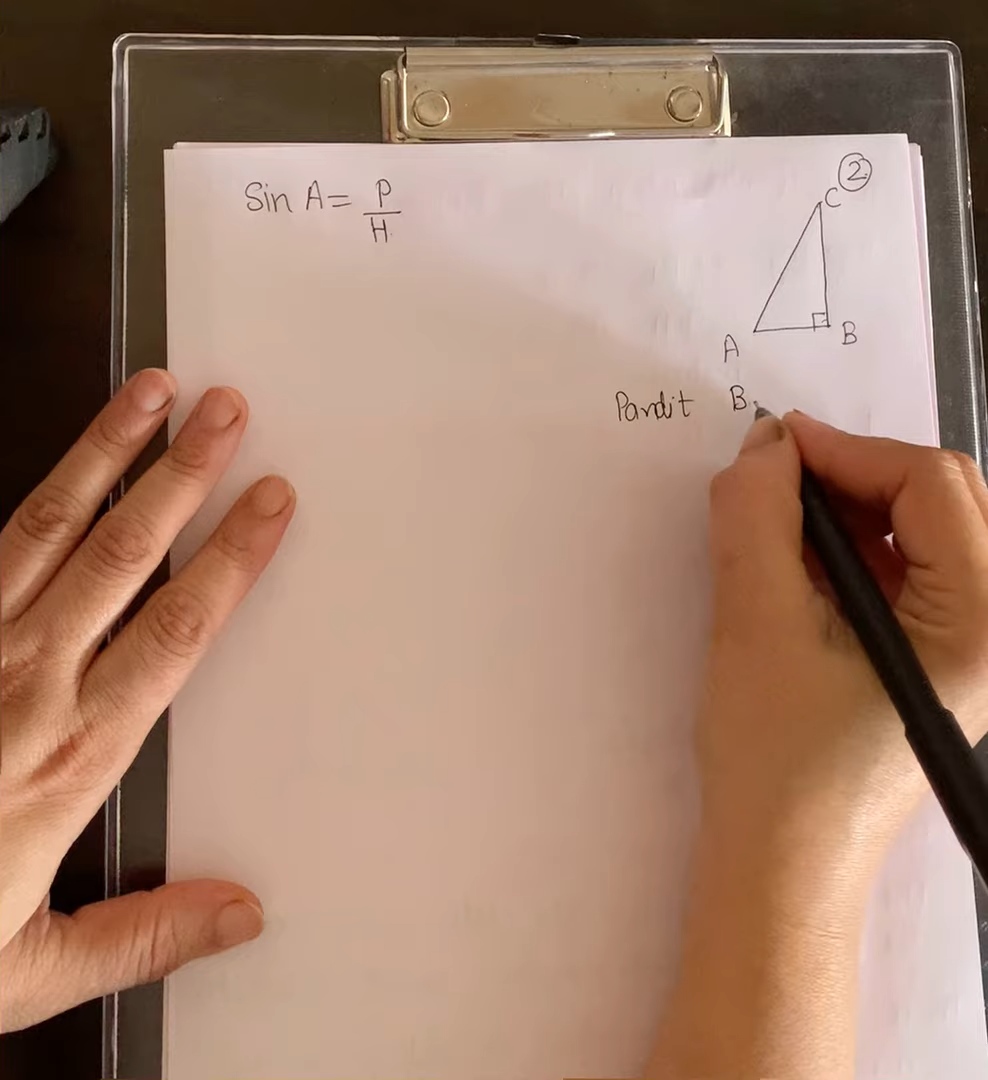 ②
Sin A = P/H
C
A B
Pandit B